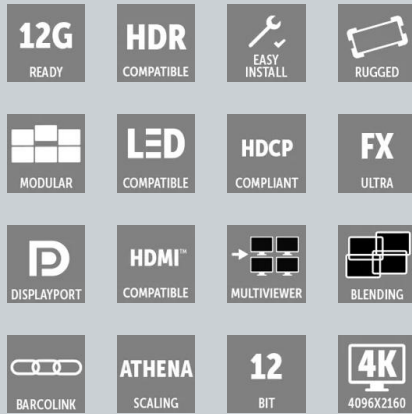 12G
READY
HDR
COMPATIBLE
EASY
INSTALL
RUGGED
MODULAR
LED
COMPATIBLE
HDCP
COMPLIANT
FX
ULTRA
DISPLAYPORT
HDMI™
COMPATIBLE
MULTIVIEWER
BLENDING
BARCOLINK
ATHENA
SCALING
12
BIT
4K
4096X2160